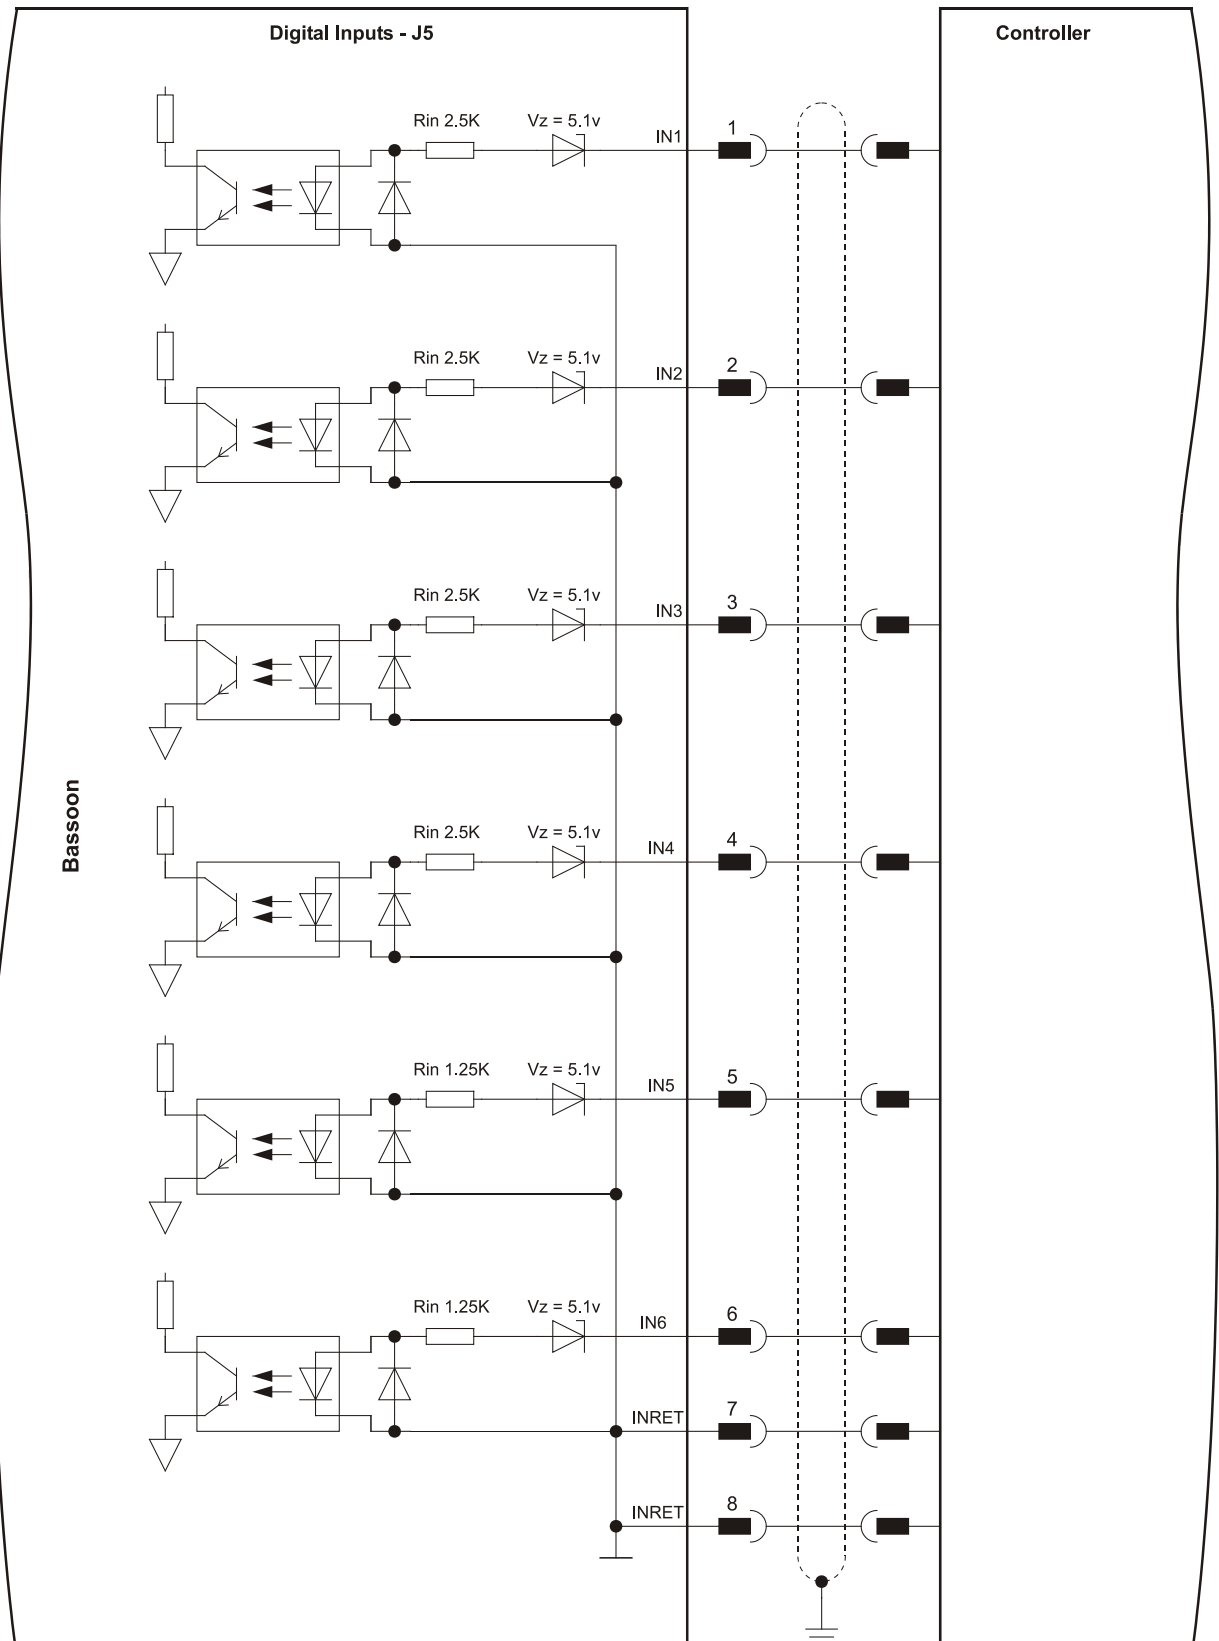 Digital Inputs - J5
Controller
Rin 2.5K
Vz = 5.1v
IN1
1
Rin 2.5K
Vz = 5.1v
IN2
2
Rin 2.5K
Vz = 5.1v
IN3
3
Bassoon
Rin 2.5K
Vz = 5.1v
IN4
4
Rin 1.25K
Vz = 5.1v
IN5
5
Rin 1.25K
Vz = 5.1v
IN6
6
INRET
7
INRET
8